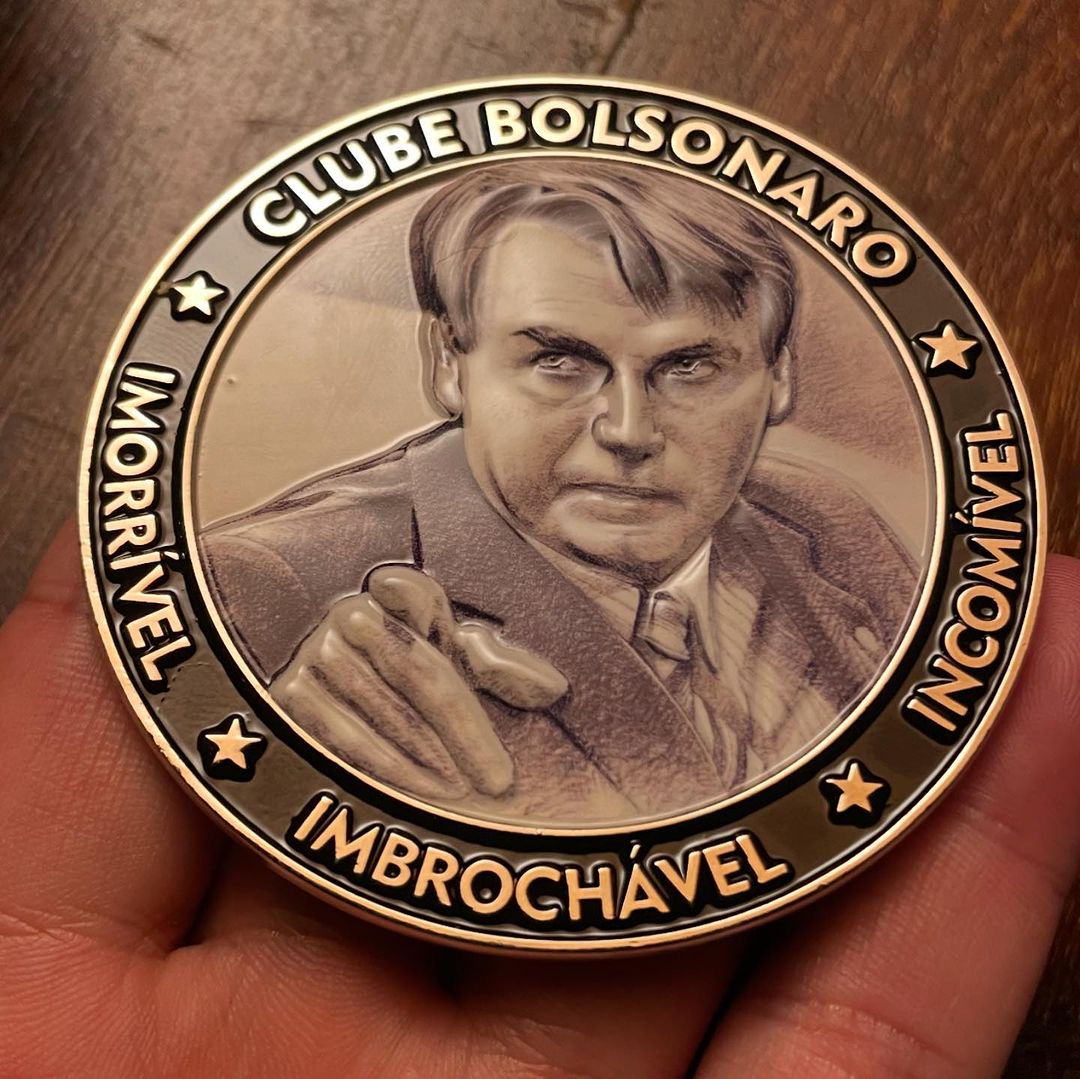 CLUBE BOLSONARO
IMORRÍVEL
INCOMÍVEL
IMBROCHÁVEL